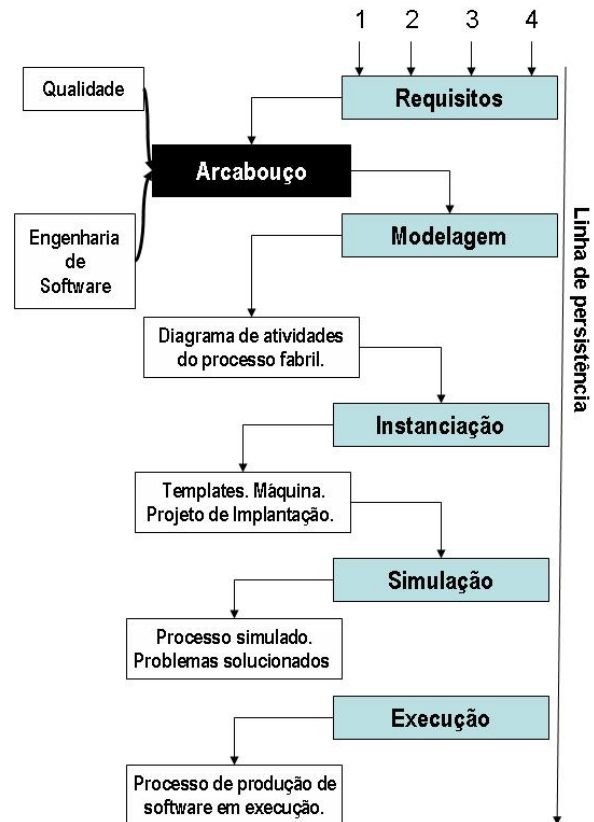 1 2 3 4
Qualidade
Requisitos
Arcabouço
Engenharia
de
Software
Modelagem
Linha de persistência
Diagrama de atividades
do processo fabril.
Instanciação
Templates. Máquina.
Projeto de Implantação.
Simulação
Processo simulado.
Problemas solucionados
Execução
Processo de produção de
software em execução.